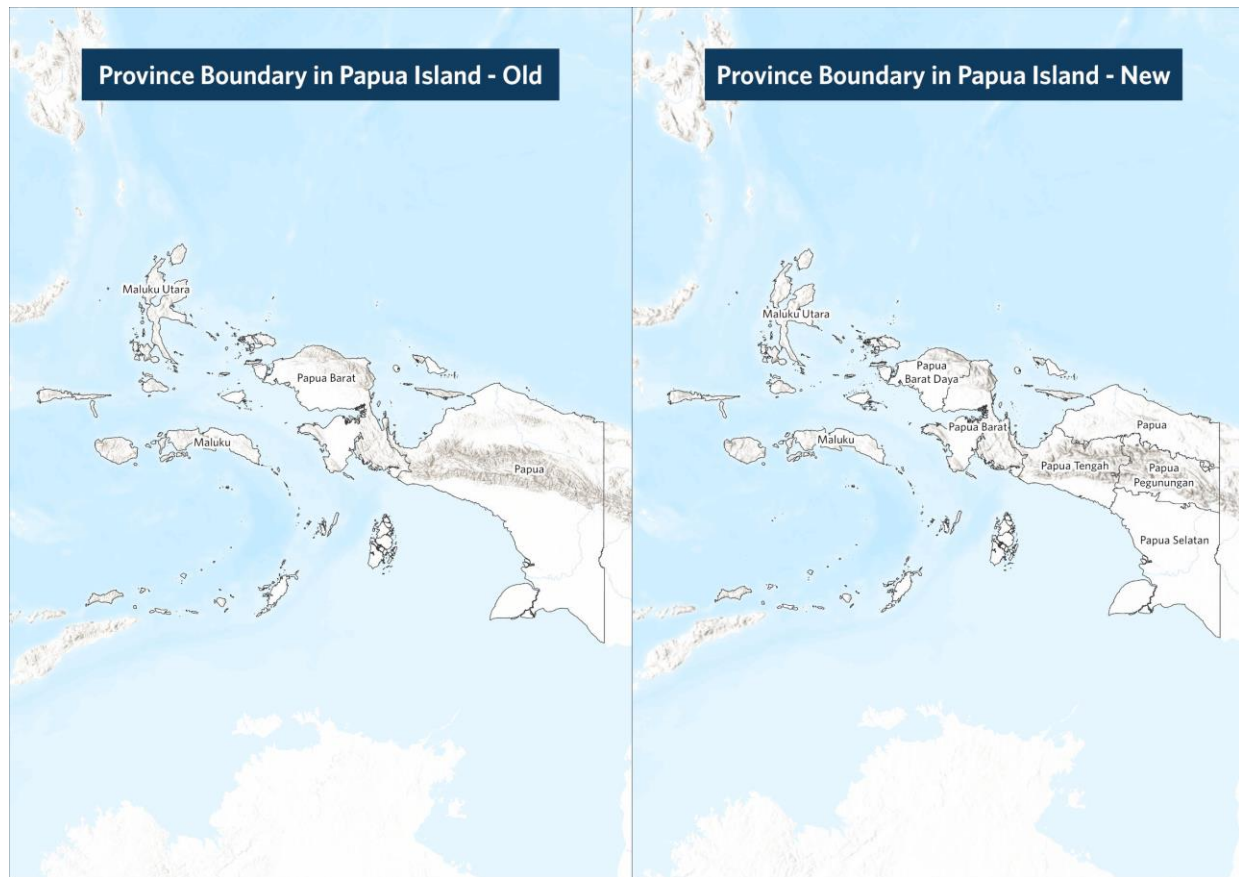 Province Boundary in Papua Island - Old
Maluku Utara
Papua Barat
Maluku
Papua
Province Boundary in Papua Island - New
Maluku Utara
Papua
Barat Daya
Papua Barat
Maluku
Papua
Papua Tengah
Papua
Pegunungan
Papua Selatan